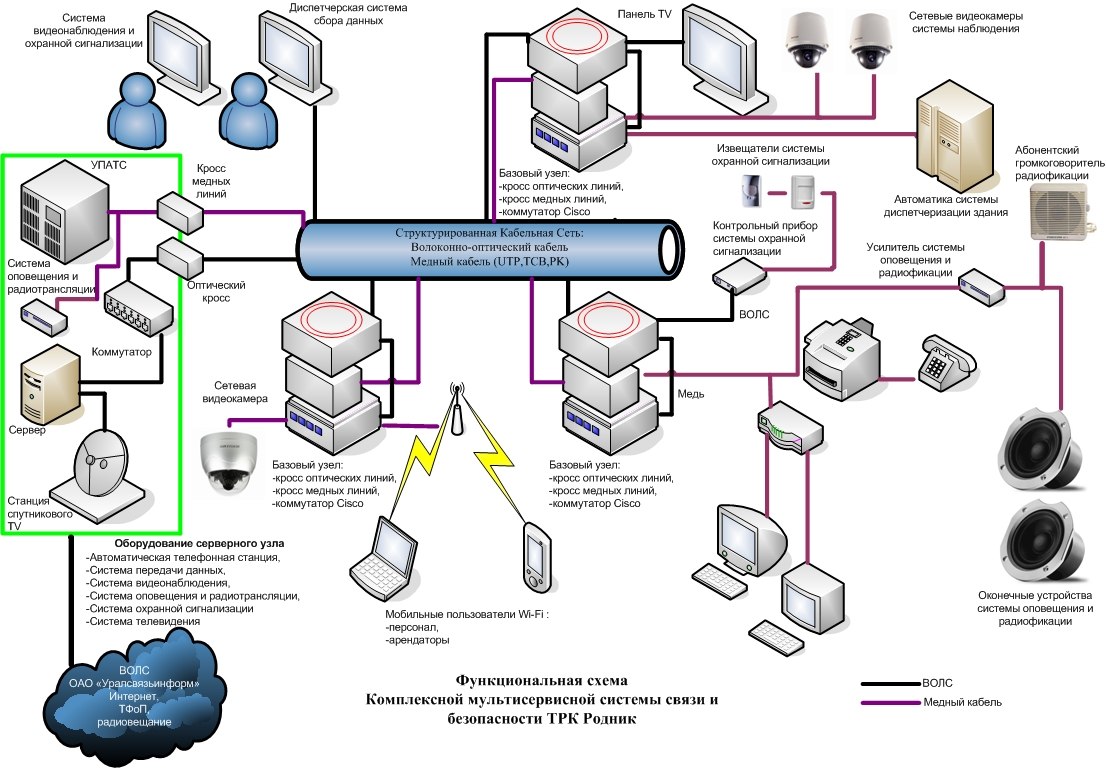 Система
видеонаблюдения и
охранной сигнализации
Диспетчерская система
сбора данных
Панель TV
Сетевые видеокамеры
системы наблюдения
УПАТС
Кросс
медных
линий
Базовый узел:
-кросс оптических линий,
-кросс медных линий,
-коммутатор Cisco
Извещатели системы
охранной сигнализации
Абонентский
громкоговоритель
радиофикации
Автоматика системы
диспетчеризации здания
Контрольный прибор
системы охранной
сигнализации
Усилитель системы
оповещения и
радиофикации
Структурированная Кабельная Сеть:
Волоконно-оптический кабель
Медный кабель (UTP,ТСВ,РК)
Система
оповещения и
радиотрансляции
Оптический
кросс
Коммутатор
ВОЛС
Сетевая
видеокамера
Медь
Сервер
Станция
спутникового
TV
Базовый узел:
-кросс оптических линий,
-кросс медных линий,
-коммутатор Cisco
Базовый узел:
-кросс оптических линий,
-кросс медных линий,
-коммутатор Cisco
Оборудование серверного узла
-Автоматическая телефонная станция,
-Система передачи данных,
-Система видеонаблюдения,
-Система оповещения и радиотрансляции,
-Система охранной сигнализации
-Система телевидения
Мобильные пользователи Wi-Fi :
-персонал,
-арендаторы
Оконечные устройства
системы оповещения и
радиофикации
ВОЛС
ОАО «Уралсвязьинформ»
Интернет,
ТФоП,
радиовещание
Функциональная схема
Комплексной мультисервисной системы связи и
безопасности ТРК Родник
ВОЛС
Медный кабель